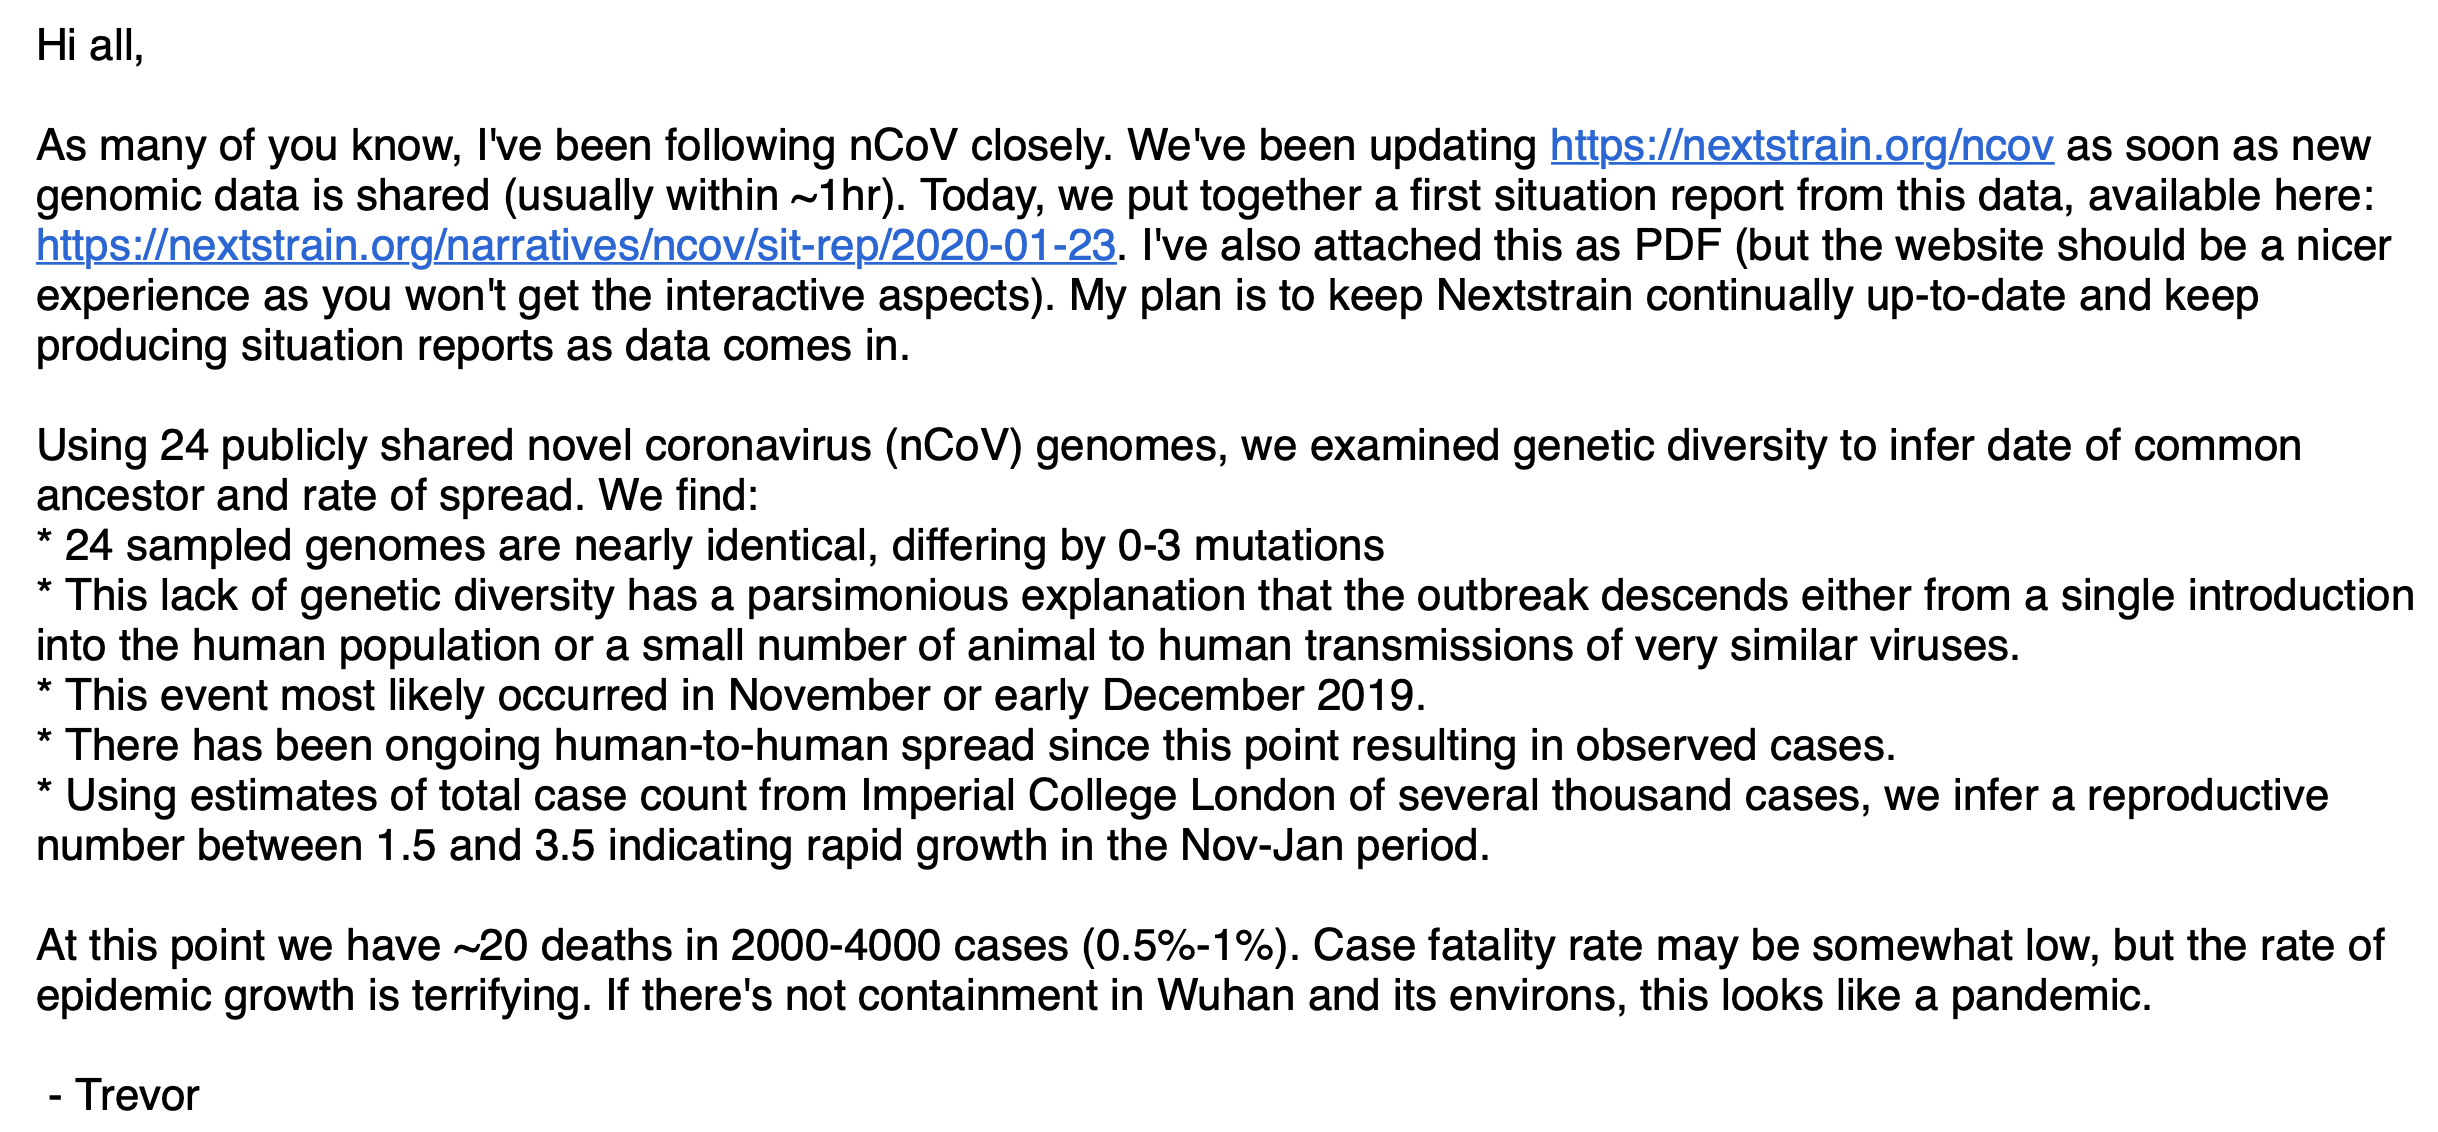 Hi all,
As many of you know, I've been following nCoV closely. We've been updating https://nextstrain.org/ncov as soon as new
genomic data is shared (usually within ~1hr). Today, we put together a first situation report from this data, available here:
https://nextstrain.org/narratives/ncov/sit-rep/2020-01-23. I've also attached this as PDF (but the website should be a nicer
experience as you won't get the interactive aspects). My plan is to keep Nextstrain continually up-to-date and keep
producing situation reports as data comes in.
Using 24 publicly shared novel coronavirus (nCoV) genomes, we examined genetic diversity to infer date of common
ancestor and rate of spread. We find:
* 24 sampled genomes are nearly identical, differing by 0-3 mutations
* This lack of genetic diversity has a parsimonious explanation that the outbreak descends either from a single introduction
into the human population or a small number of animal to human transmissions of very similar viruses.
* This event most likely occurred in November or early December 2019.
* There has been ongoing human-to-human spread since this point resulting in observed cases.
* Using estimates of total case count from Imperial College London of several thousand cases, we infer a reproductive
number between 1.5 and 3.5 indicating rapid growth in the Nov-Jan period.
At this point we have ~20 deaths in 2000-4000 cases (0.5%-1%). Case fatality rate may be somewhat low, but the rate of
epidemic growth is terrifying. If there's not containment in Wuhan and its environs, this looks like a pandemic.
- Trevor